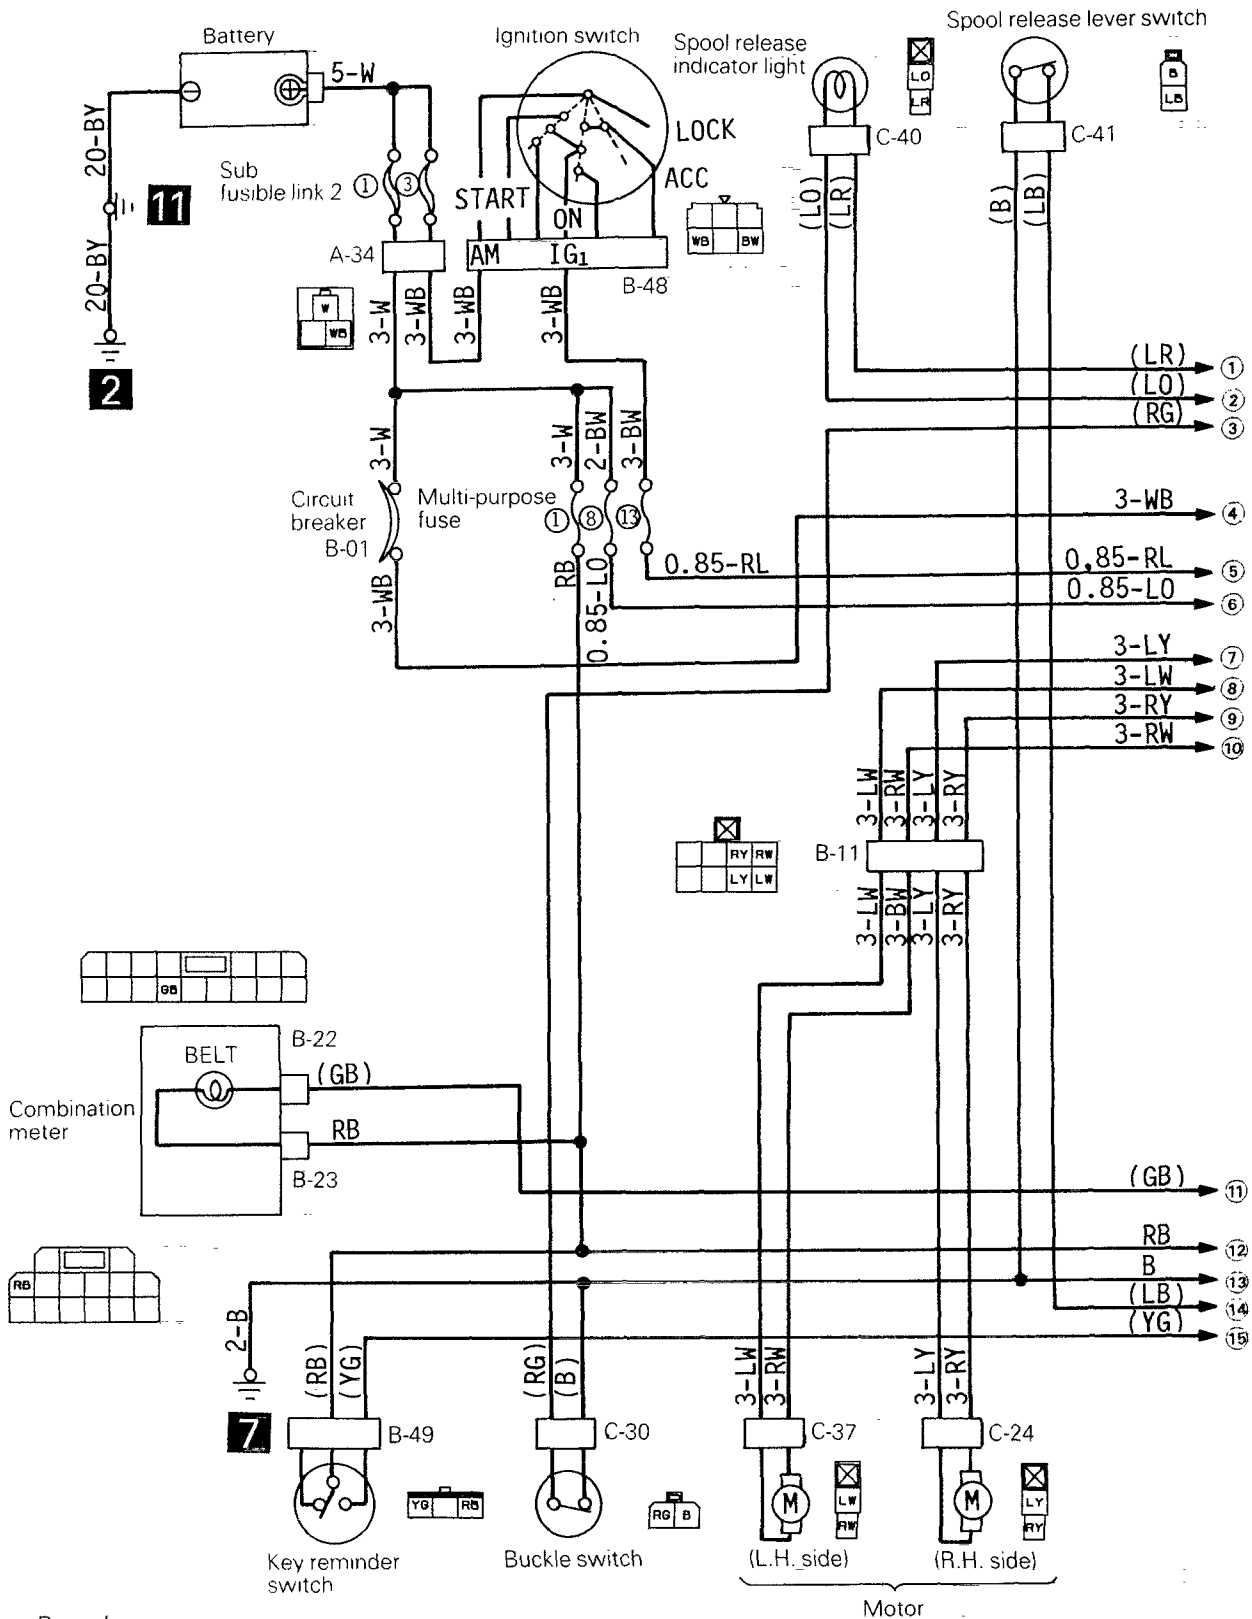 Spool release lever switch
Battery
Ignition switch
Spool release
indicator light
LO
LR
B
LB
5-W
20-BY
LOCK
C-40
C-41
Sub
fusible link 2
1
3
ACC
START
ON
(LO)
(LR)
(B)
(LB)
11
A-34
AM
IG1
WB
BW
B-48
20-BY
W
WB
3-W
3-WB
3-WB
3-WB
2
(LR)
1
(LO)
2
(RG)
3
3-W
3-W
2-BW
3-BW
Circuit
breaker
B-01
Multi-purpose
fuse
1
8
13
3-WB
4
0.85-RL
0,85-RL
5
0.85-LO
6
RB
0.85-LO
3-WB
3-LY
7
3-LW
8
3-RY
9
3-RW
10
3-LW
3-RW
3-LY
3-RY
RY
RW
LY
LW
B-11
3-LW
3-BW
3-LY
3-RY
GB
B-22
BELT
(GB)
Combination
meter
RB
B-23
(GB)
11
RB
12
B
13
(LB)
14
(YG)
15
RB
2-B
(RB)
(YG)
(RG)
(B)
3-LW
3-RW
3-LY
3-RY
7
B-49
C-30
C-37
C-24
YG
RB
RG
B
M
LW
RW
M
LY
RY
Key reminder
switch
Buckle switch
(L.H. side)
(R.H. side)
Motor